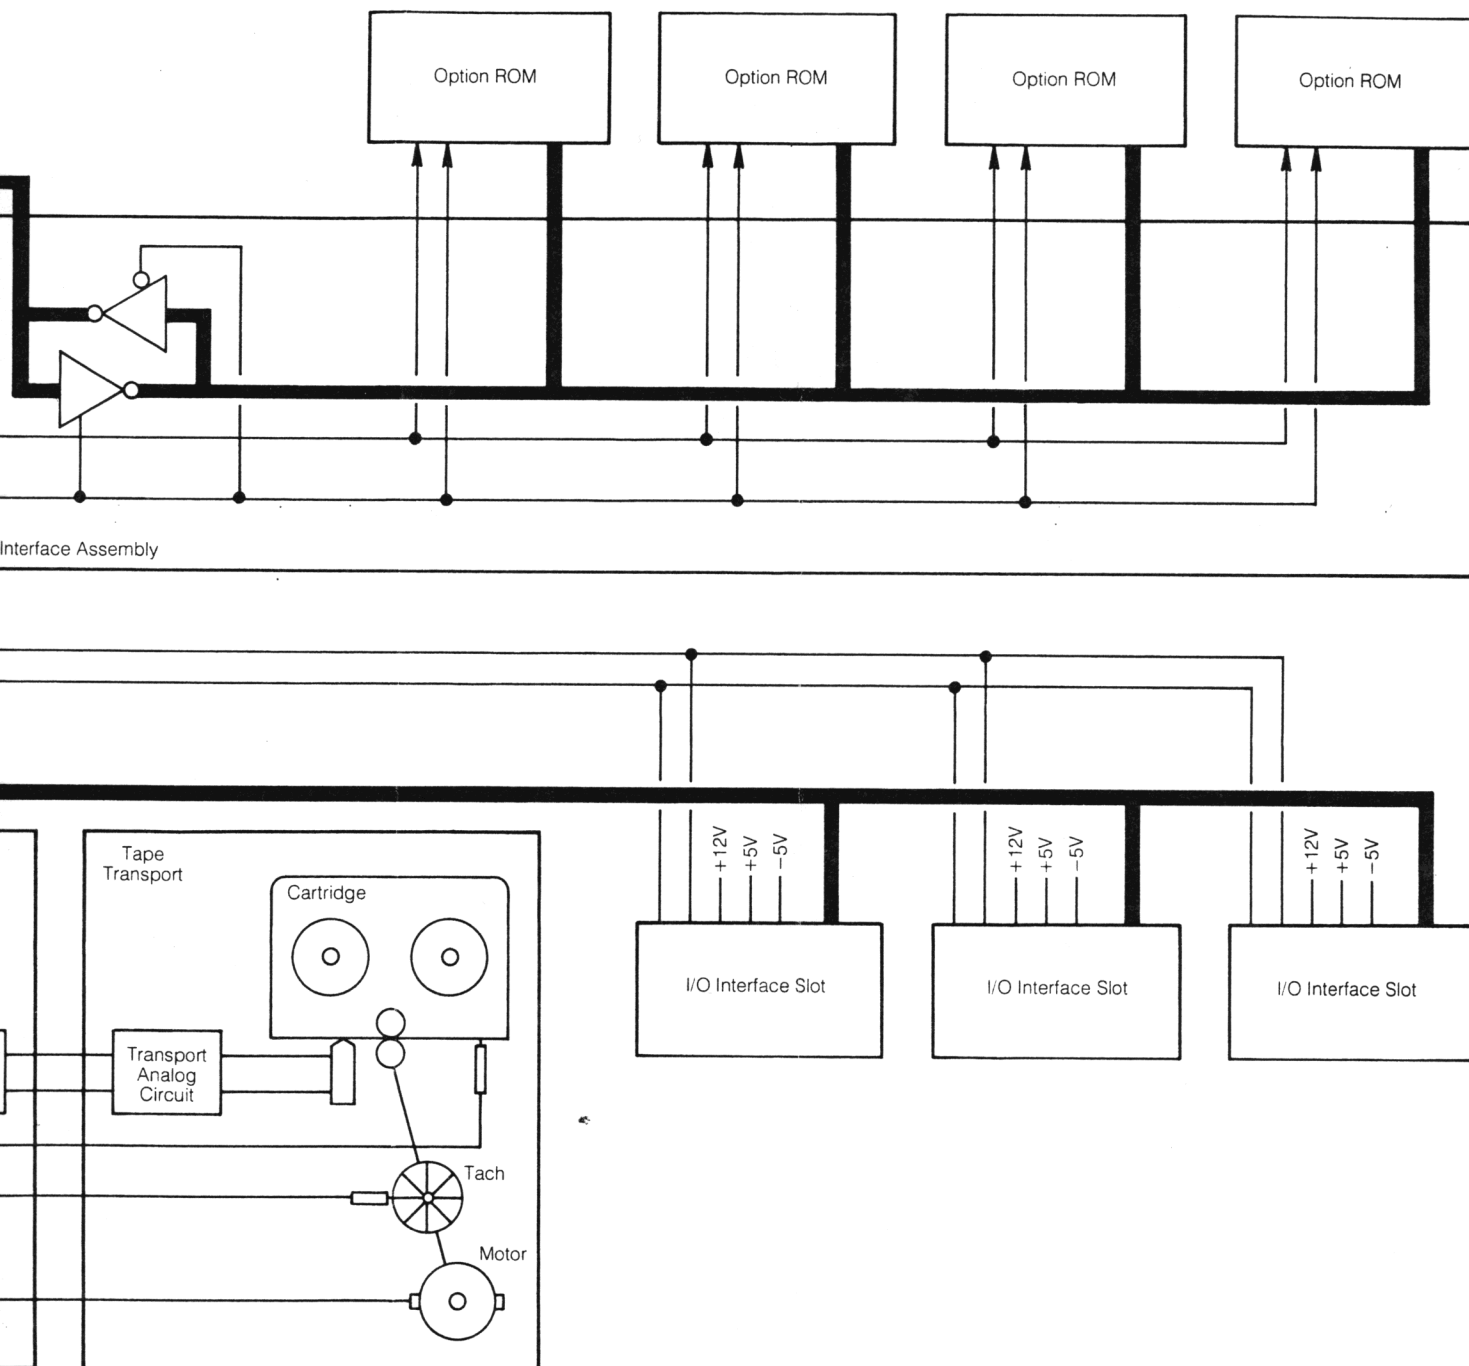 Option ROM
Option ROM
Option ROM
Option ROM
Interface Assembly
+12V
+5V
–5V
+12V
+5V
–5V
+12V
+5V
–5V
Tape
Transport
Cartridge
I/O Interface Slot
I/O Interface Slot
I/O Interface Slot
Transport
Analog
Circuit
Tach
Motor